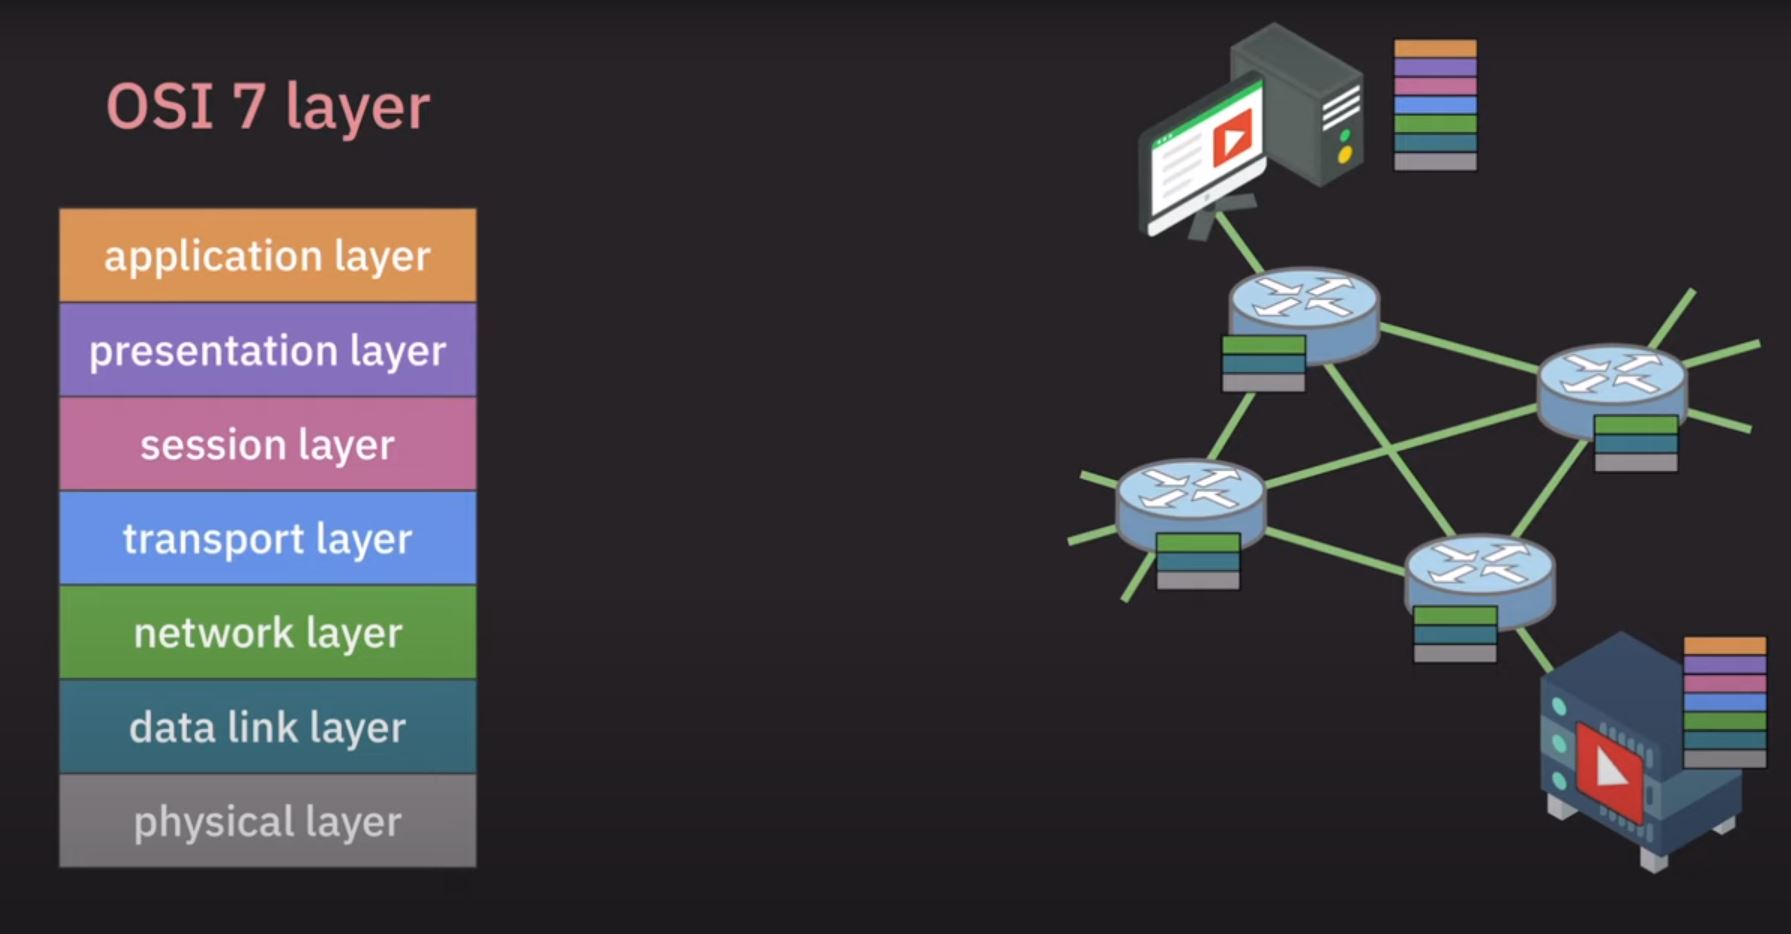 OSI 7 layer
application layer
presentation layer
session layer
transport layer
network layer
data link layer
physical layer